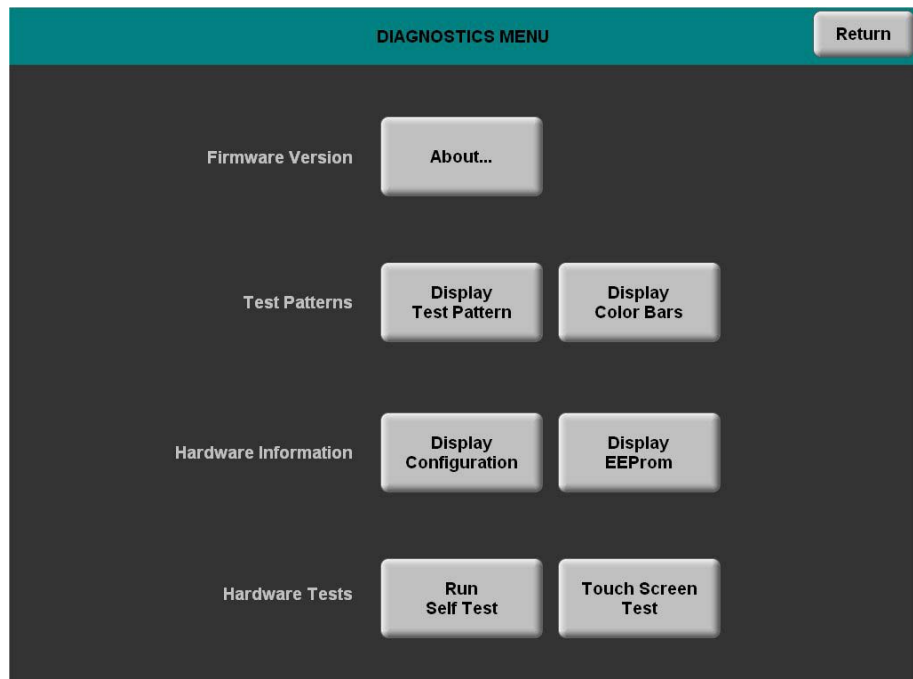 DIAGNOSTICS MENU
Return
Firmware Version
About...
Test Patterns
Display
Test Pattern
Display
Color Bars
Hardware Information
Display
Configuration
Display
EEProm
Hardware Tests
Run
Self Test
Touch Screen
Test